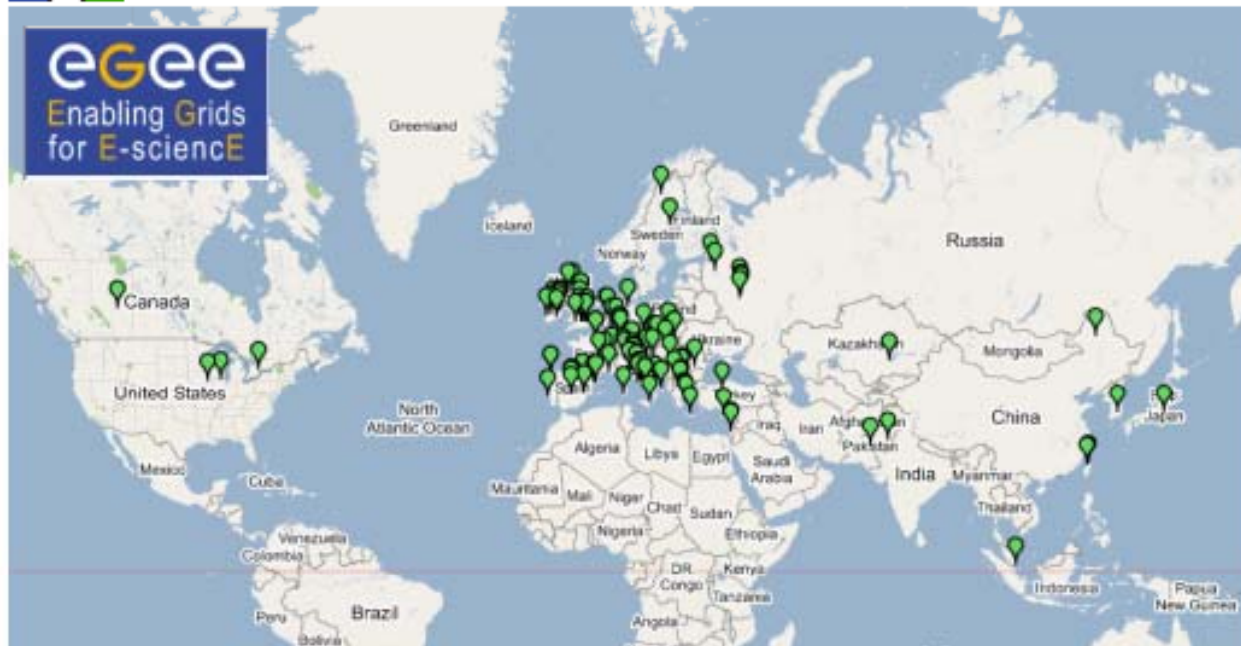 egee
Enabling Grids
for E-sciencE
Greenland
Iceland
Finland
Sweden
Norway
Russia
Canada
Ukraine
Kazakhstan
Mongolia
United States
North
Atlantic Ocean
China
Japan
Iraq
Iran
Afghanistan
Pakistan
Algeria
Libya
Egypt
Saudi
Arabia
India
Myanmar
Mexico
Cuba
Mauritania
Mali
Niger
Chad
Sudan
Thailand
Nigeria
Ethiopia
Venezuela
Colombia
DR
Congo
Kenya
Tanzania
Indonesia
Papua
New Guinea
Peru
Brazil
Angola
Bolivia